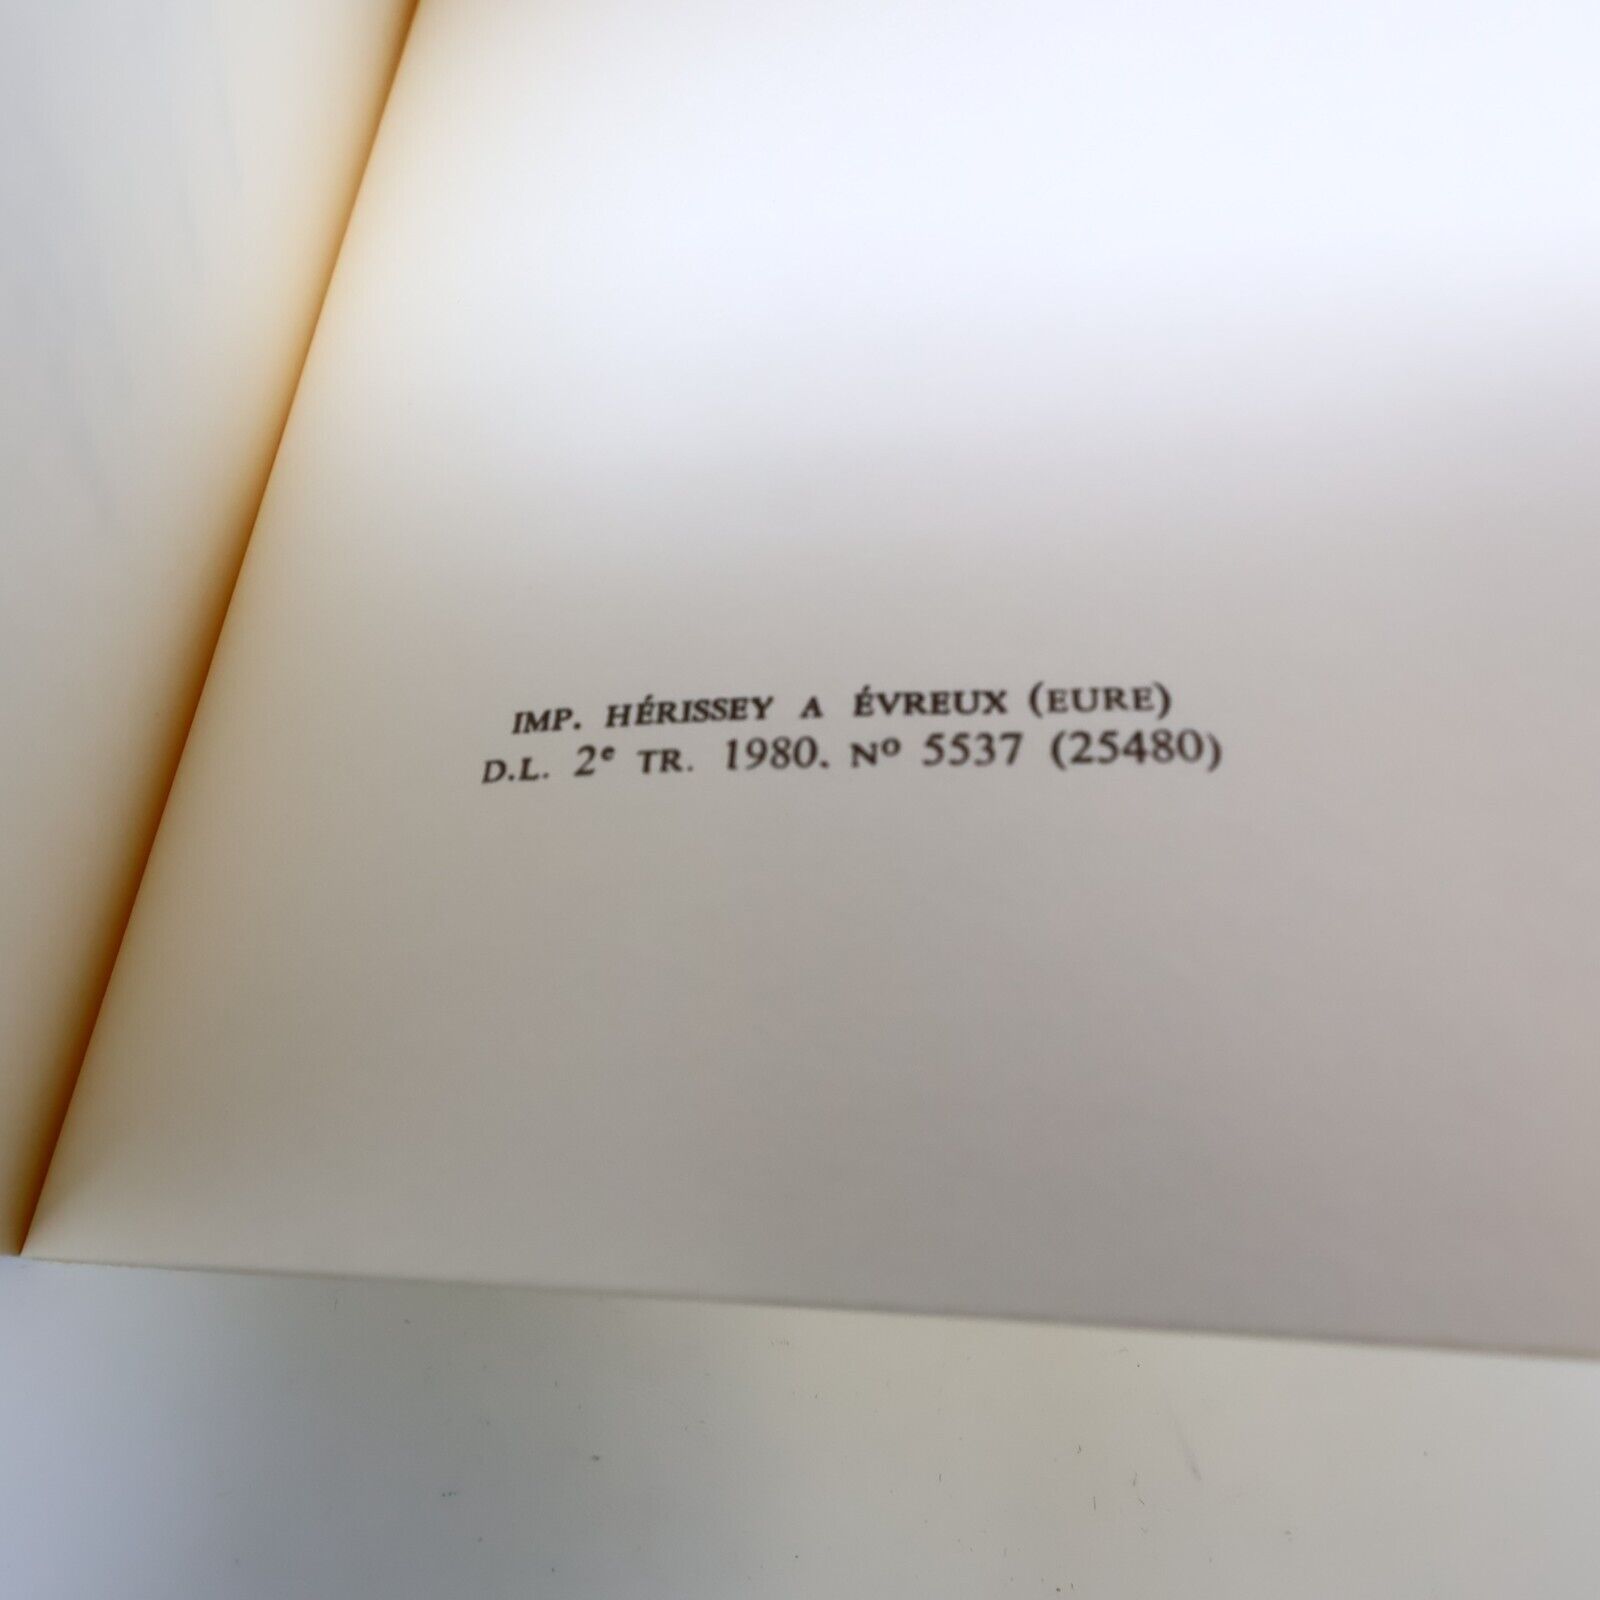 IMP. HÉRISSEY A ÉVREUX (EURE)
D.L. 2e TR. 1980. No 5537 (25480)